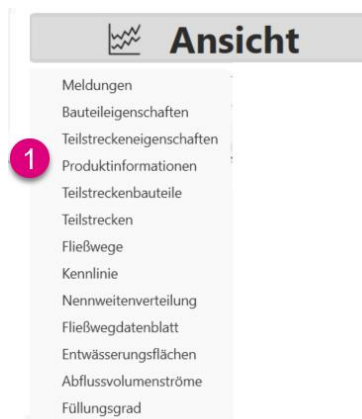 Ansicht
Meldungen
Bauteileigenschaften
Teilstreckeneigenschaften
1
Produktinformationen
Teilstreckenbauteile
Teilstrecken
Fließwege
Kennlinie
Nennweitenverteilung
Fließwegdatenblatt
Entwässerungsflächen
Abflussvolumenströme
Füllungsgrad